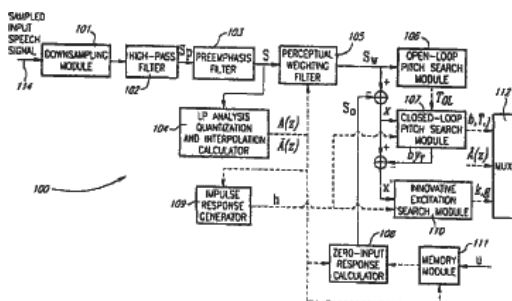 SAMPLED
INPUT
SPEECH
SIGNAL
114
101
DOWNSAMPLING
MODULE
HIGH-PASS
FILTER
102
Sp
103
PREEMPHASIS
FILTER
S
PERCEPTUAL
WEIGHTING
FILTER
105
Sw
106
OPEN-LOOP
PITCH SEARCH
MODULE
TOL
So
+
x
107
CLOSED-LOOP
PITCH SEARCH
MODULE
b,T,j
112
MUX
104
LP ANALYSIS
QUANTIZATION
AND INTERPOLATION
CALCULATOR
A(z)
Â(z)
+
byT
Â(z)
100
109
IMPULSE
RESPONSE
GENERATOR
h
x'
INNOVATIVE
EXCITATION
SEARCH MODULE
110
k,g
108
ZERO-INPUT
RESPONSE
CALCULATOR
111
MEMORY
MODULE
u